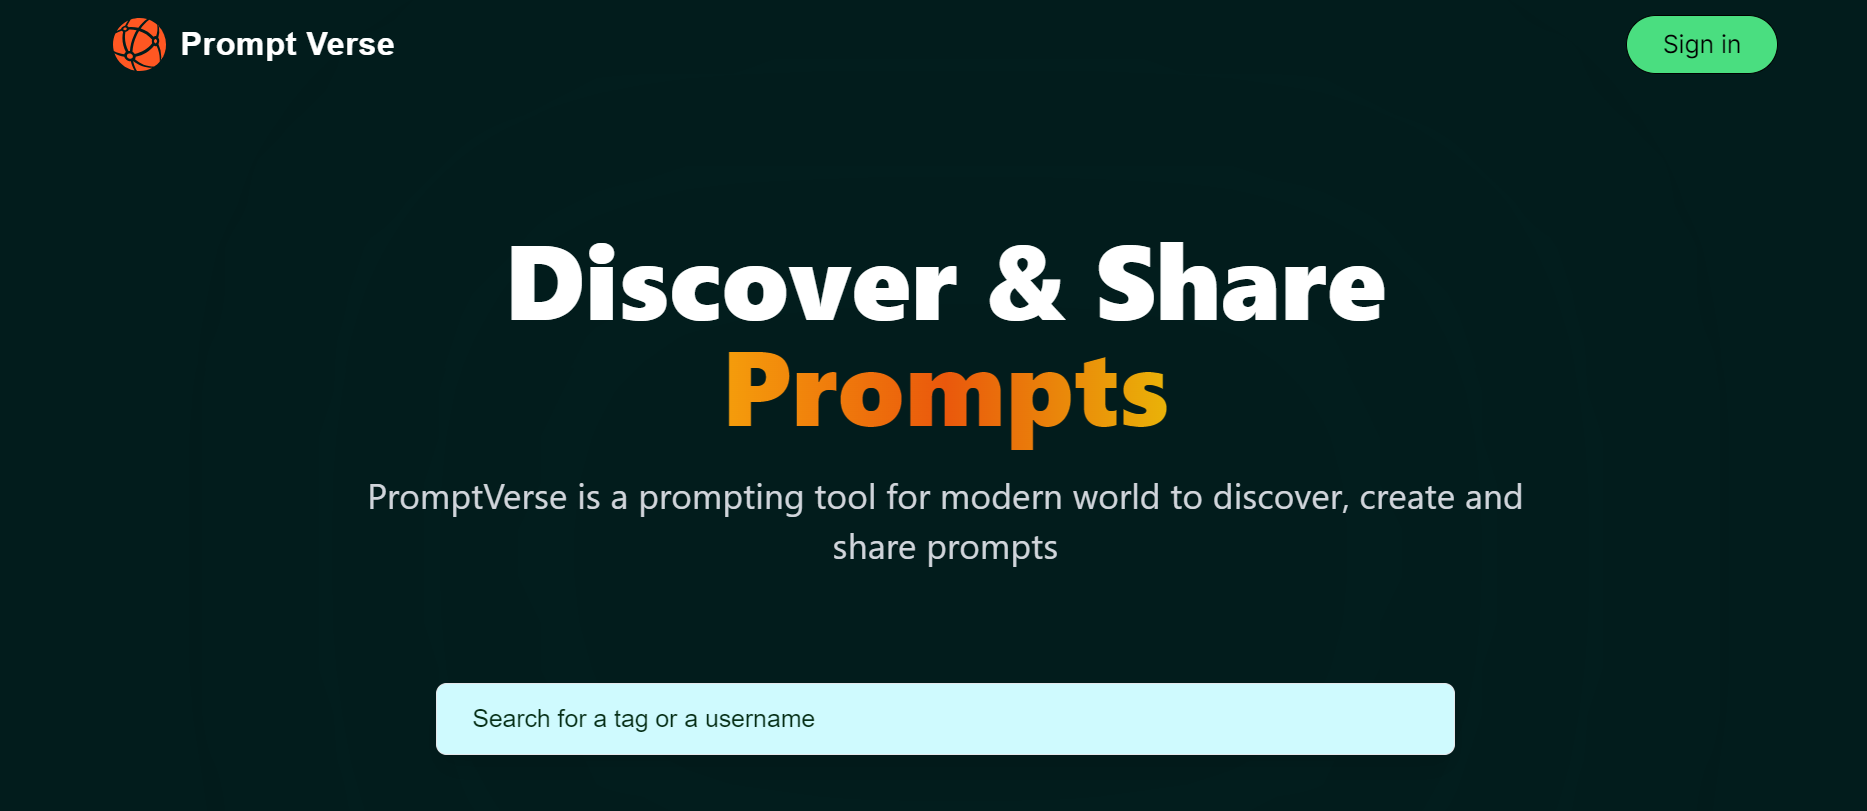 Prompt Verse
Sign in
Discover & Share
Prompts
PromptVerse is a prompting tool for modern world to discover, create and
share prompts
Search for a tag or a username